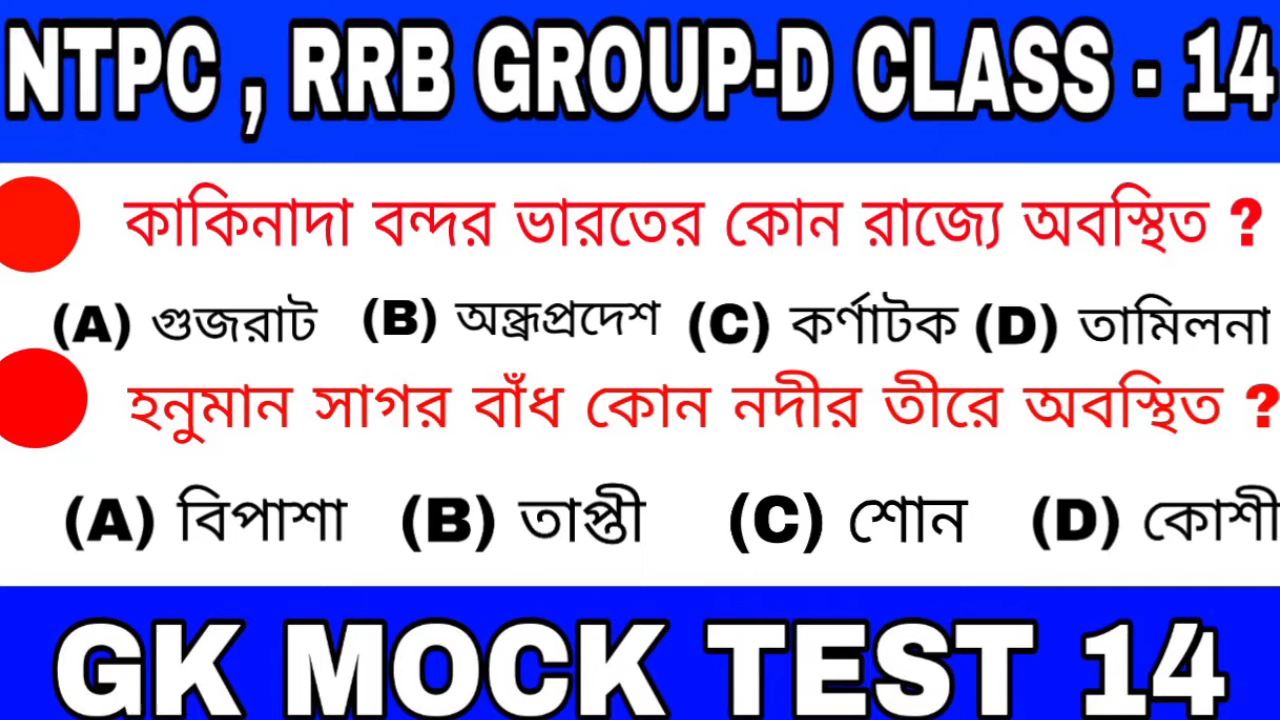 NTPC , RRB GROUP-D CLASS - 14
কাকিনাদা বন্দর ভারতের কোন রাজ্যে অবস্থিত ?
(A) গুজরাট (B) অন্ধ্রপ্রদেশ (C) কর্ণাটক (D) তামিলনা
হনুমান সাগর বাঁধ কোন নদীর তীরে অবস্থিত ?
(A) বিপাশা (B) তাপ্তী (C) শোন (D) কোশী
GK MOCK TEST 14